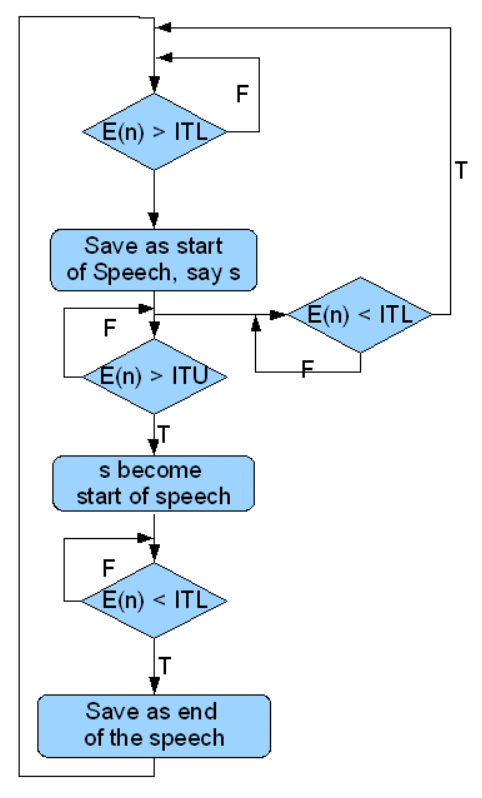 F
E(n) > ITL
T
Save as start
of Speech, say s
E(n) < ITL
F
F
E(n) > ITU
T
s become
start of speech
F
E(n) < ITL
T
Save as end
of the speech